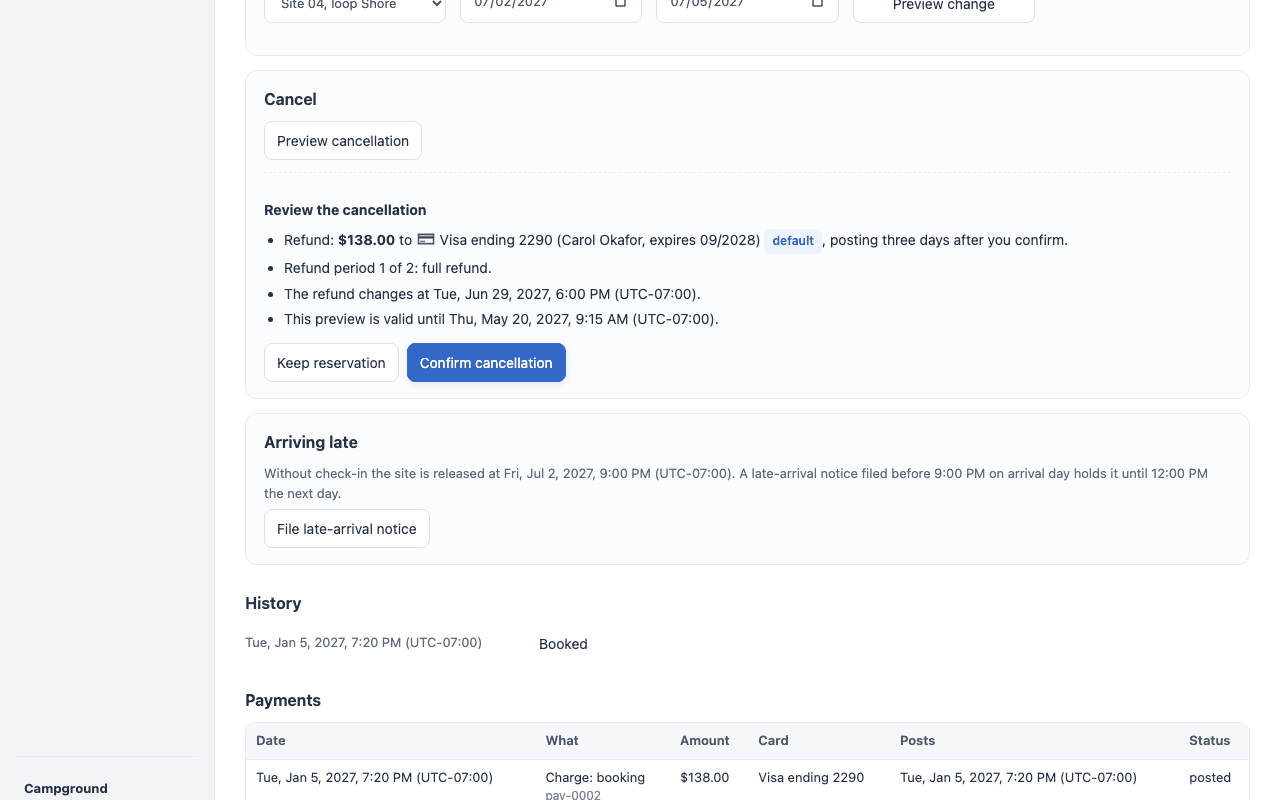 Site 04, loop Shore
07/02/2027
07/05/2027
Preview change
Cancel
Preview cancellation
Review the cancellation
Refund: $138.00 to Visa ending 2290 (Carol Okafor, expires 09/2028) default , posting three days after you confirm.
Refund period 1 of 2: full refund.
The refund changes at Tue, Jun 29, 2027, 6:00 PM (UTC-07:00).
This preview is valid until Thu, May 20, 2027, 9:15 AM (UTC-07:00).
Keep reservation
Confirm cancellation
Arriving late
Without check-in the site is released at Fri, Jul 2, 2027, 9:00 PM (UTC-07:00). A late-arrival notice filed before 9:00 PM on arrival day holds it until 12:00 PM
the next day.
File late-arrival notice
History
Tue, Jan 5, 2027, 7:20 PM (UTC-07:00) Booked
Payments
Date What Amount Card Posts Status
Tue, Jan 5, 2027, 7:20 PM (UTC-07:00) Charge: booking $138.00 Visa ending 2290 Tue, Jan 5, 2027, 7:20 PM (UTC-07:00) posted
pay-0002
Campground